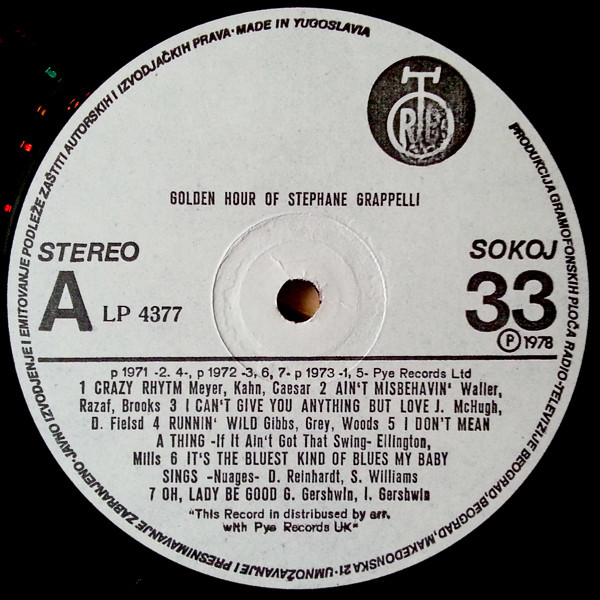 PRODUKCIJA GRAMOFONSKIH PLOČA RADIO-TELEVIZIJE BEOGRAD, BEOGRAD, MAKEDONSKA 21 · UMNOŽAVANJE I PRESNIMAVANJE ZABRANJENO · JAVNO IZVODJENJE I EMITOVANJE PODLEŽE ZAŠTITI AUTORSKIH I IZVODJAČKIH PRAVA · MADE IN YUGOSLAVIA
GOLDEN HOUR OF STEPHANE GRAPPELLI
STEREO
A LP 4377
SOKOJ
33
℗ 1978
p 1971 -2. 4-, p 1972 -3, 6, 7- p 1973 -1, 5- Pye Records Ltd
1 CRAZY RHYTM Meyer, Kahn, Caesar 2 AIN'T MISBEHAVIN' Waller,
Razaf, Brooks 3 I CAN'T GIVE YOU ANYTHING BUT LOVE J. McHugh,
D. Fielsd 4 RUNNIN' WILD Gibbs, Grey, Woods 5 I DON'T MEAN
A THING -If It Ain't Got That Swing- Ellington,
Mills 6 IT'S THE BLUEST KIND OF BLUES MY BABY
SINGS -Nuages- D. Reinhardt, S. Williams
7 OH, LADY BE GOOD G. Gershwin, I. Gershwin
"This Record in distributed by arr.
with Pye Records UK"